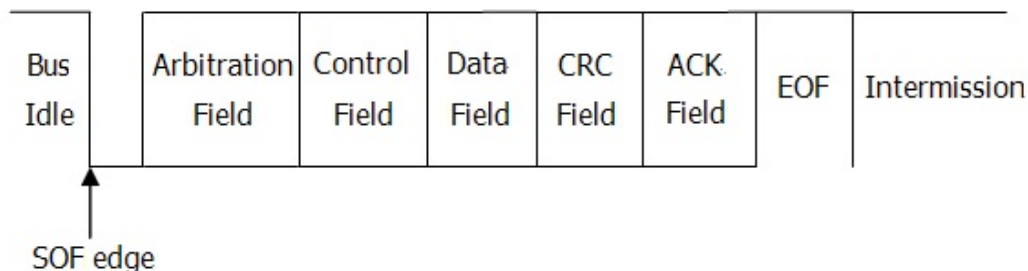 Bus Idle
Arbitration Field
Control Field
Data Field
CRC Field
ACK Field
EOF
Intermission
SOF edge